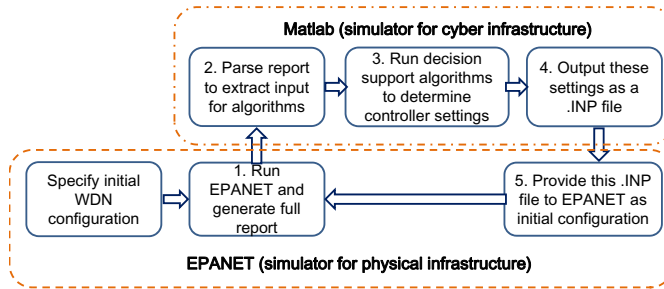 Matlab (simulator for cyber infrastructure)
2. Parse report
to extract input
for algorithms
3. Run decision
support algorithms
to determine
controller settings
4. Output these
settings as a
.INP file
Specify initial
WDN
configuration
1. Run
EPANET and
generate full
report
5. Provide this .INP
file to EPANET as
initial configuration
EPANET (simulator for physical infrastructure)